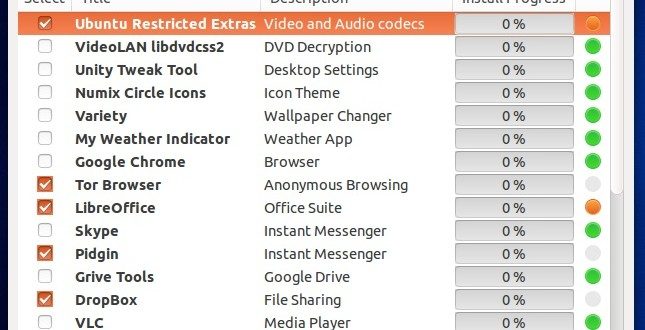 Select Title Description Install Progress
Ubuntu Restricted Extras Video and Audio codecs 0 %
VideoLAN libdvdcss2 DVD Decryption 0 %
Unity Tweak Tool Desktop Settings 0 %
Numix Circle Icons Icon Theme 0 %
Variety Wallpaper Changer 0 %
My Weather Indicator Weather App 0 %
Google Chrome Browser 0 %
Tor Browser Anonymous Browsing 0 %
LibreOffice Office Suite 0 %
Skype Instant Messenger 0 %
Pidgin Instant Messenger 0 %
Grive Tools Google Drive 0 %
DropBox File Sharing 0 %
VLC Media Player 0 %